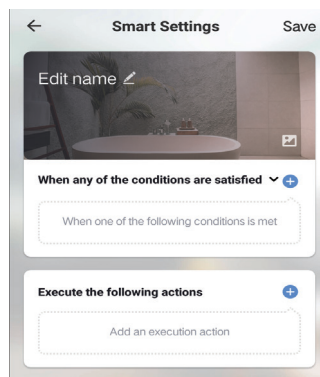 Smart Settings
Save
Edit name
When any of the conditions are satisfied
When one of the following conditions is met
Execute the following actions
Add an execution action